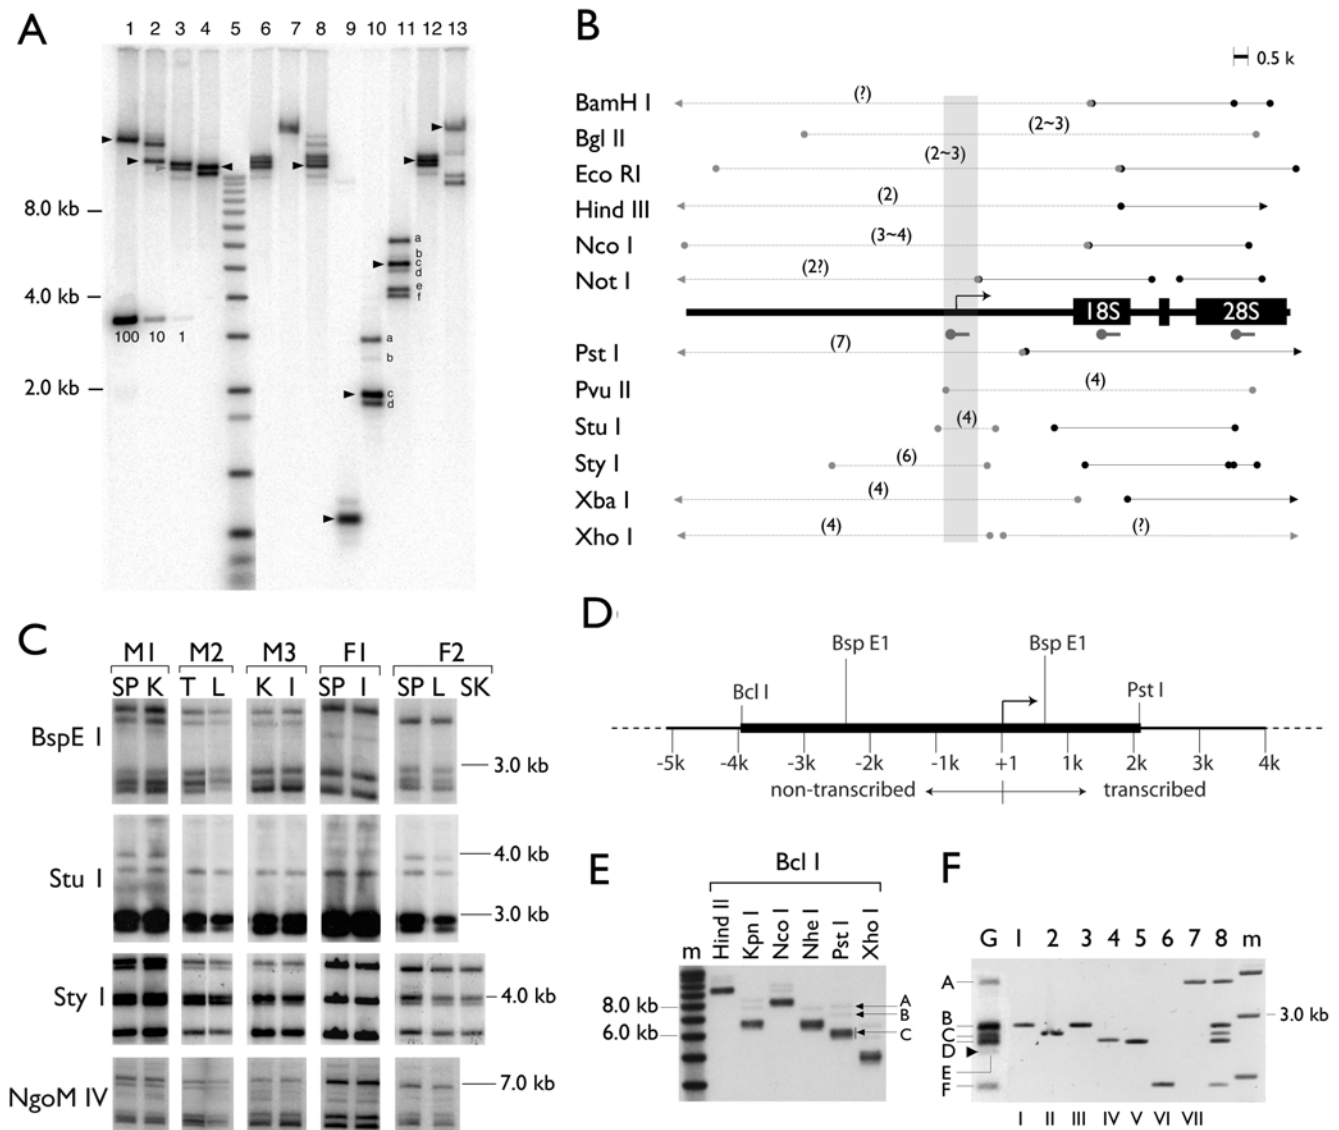 A
1 2 3 4 5 6 7 8 9 10 11 12 13
8.0 kb
4.0 kb
2.0 kb
100 10 1
a
b
c
d
a
b
c
d
e
f
B
0.5 k
BamH I (?)
Bgl II (2~3)
Eco RI (2~3)
Hind III (2)
Nco I (3~4)
Not I (2?)
18S 28S
Pst I (7)
Pvu II (4)
Stu I (4)
Sty I (6)
Xba I (4)
Xho I (4) (?)
C
M1 M2 M3 F1 F2
SP K T L K I SP I SP L SK
BspE I
3.0 kb
Stu I
4.0 kb
3.0 kb
Sty I
4.0 kb
NgoM IV
7.0 kb
D
Bsp E1 Bsp E1
Bcl I Pst I
-5k -4k -3k -2k -1k +1 1k 2k 3k 4k
non-transcribed transcribed
E
Bcl I
m Hind II Kpn I Nco I Nhe I Pst I Xho I
8.0 kb
6.0 kb
A
B
C
F
G 1 2 3 4 5 6 7 8 m
A
B
C
D
E
F
3.0 kb
I II III IV V VI VII